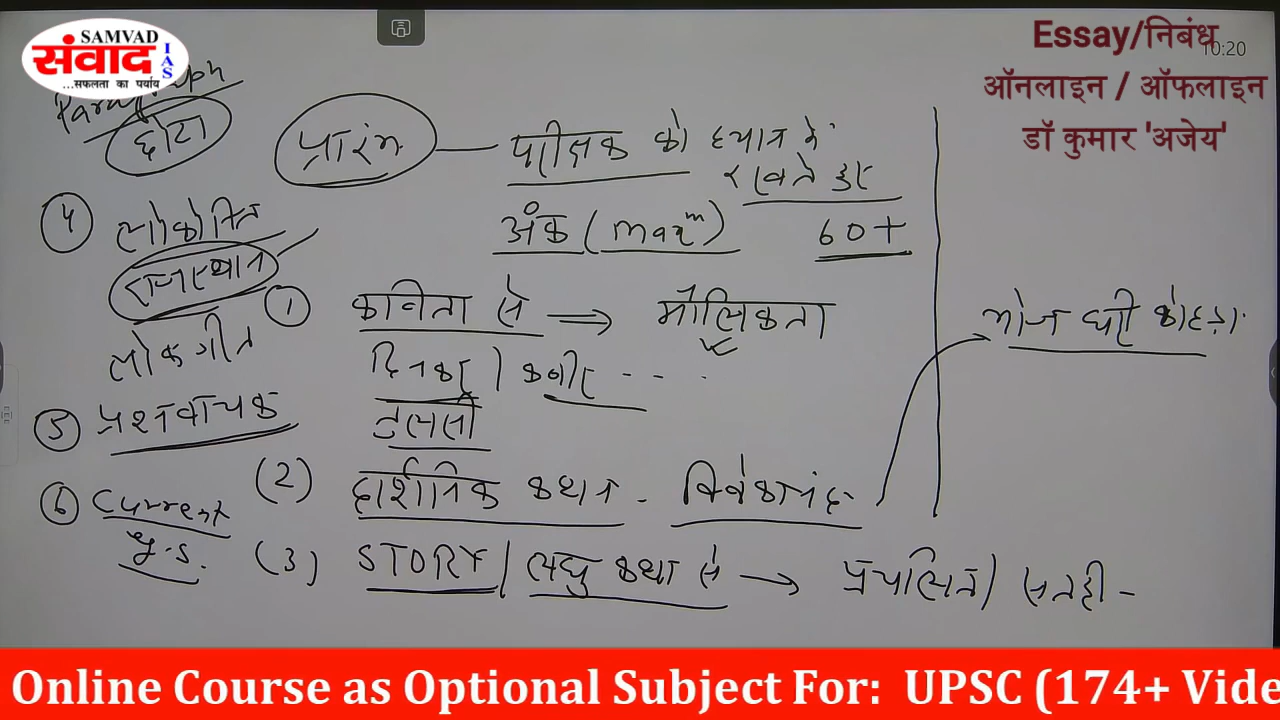 SAMVAD IAS
संवाद
...सफलता का पर्याय
Essay/निबंध
10:20
ऑनलाइन / ऑफलाइन
डॉ कुमार 'अजेय'
छोटा
प्रारंभ — परीक्षक को ध्यान में
रखते हुए
अंक (maxᵐ) 60+
④ लोकोक्ति
राजस्थान
लोकगीत
① कविता से ⇒ मौलिकता
दिनकर / कबीर - - - -
तुलसी
⑤ प्रश्नवाचक
(2) दार्शनिक कथन - विवेकानंद
⑥ Current
(3) STORY / लघु कथा से → प्रचलित / सतही -
Online Course as Optional Subject For: UPSC (174+ Vide